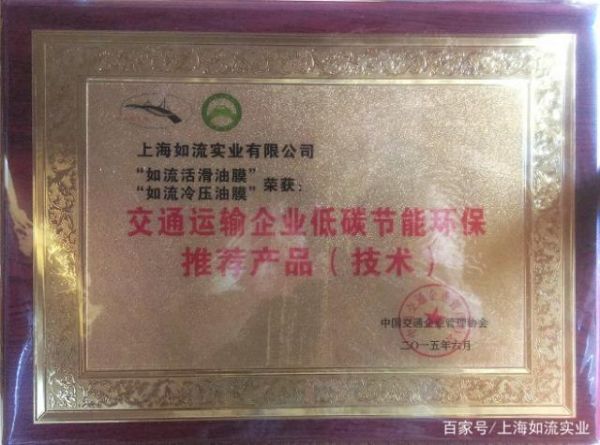 上海如流实业有限公司
“如流活滑油膜”
“如流冷压油膜” 荣获：
交通运输企业低碳节能环保
推荐产品（技术）
中国交通企业管理协会
二〇一五年六月
百家号/上海如流实业